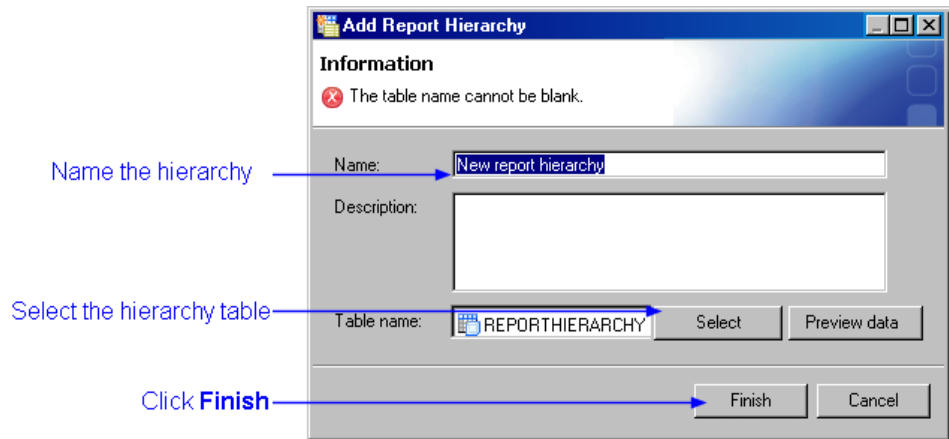 Add Report Hierarchy
Information
The table name cannot be blank.
Name the hierarchy
Name:
New report hierarchy
Description:
Select the hierarchy table
Table name:
REPORTHIERARCHY
Select
Preview data
Click Finish
Finish
Cancel